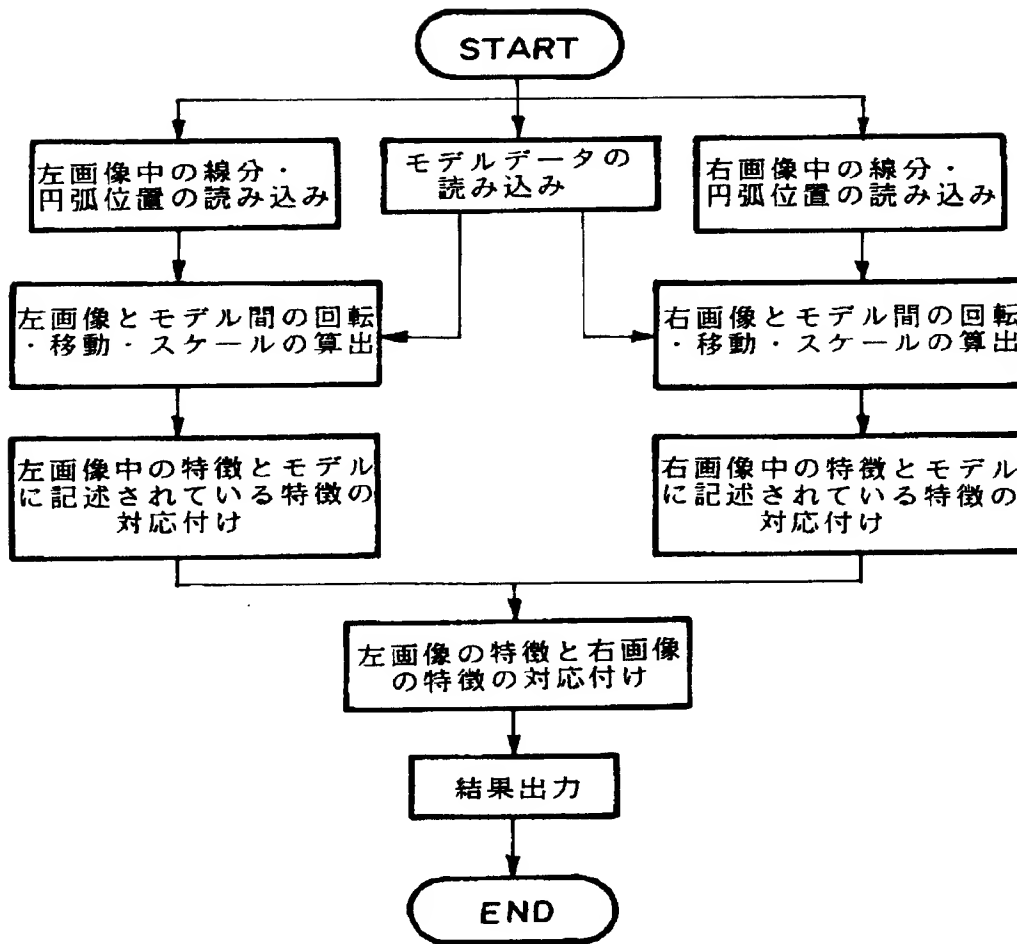 START
左画像中の線分・
円弧位置の読み込み
モデルデータの
読み込み
右画像中の線分・
円弧位置の読み込み
左画像とモデル間の回転
・移動・スケールの算出
右画像とモデル間の回転
・移動・スケールの算出
左画像中の特徴とモデル
に記述されている特徴の
対応付け
右画像中の特徴とモデル
に記述されている特徴の
対応付け
左画像の特徴と右画像
の特徴の対応付け
結果出力
END